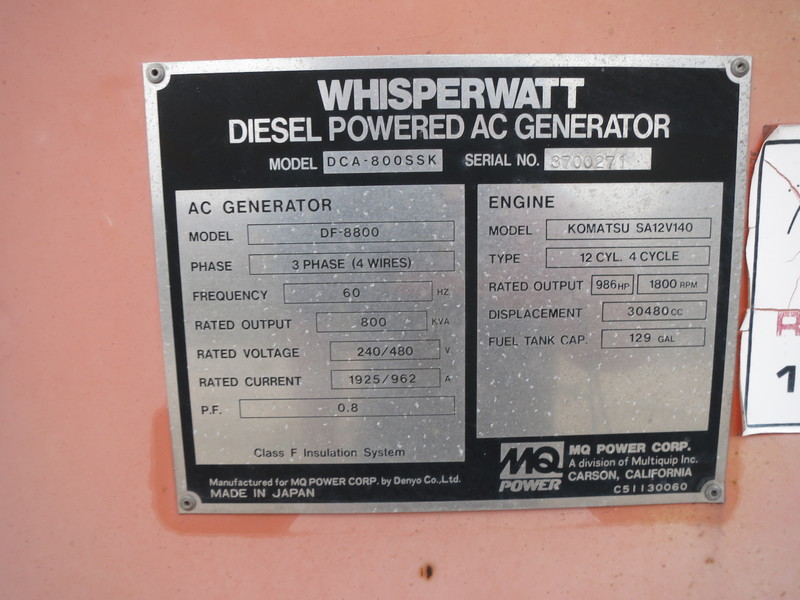 WHISPERWATT
DIESEL POWERED AC GENERATOR
MODEL DCA-800SSK SERIAL NO. 3700271
AC GENERATOR
MODEL DF-8800
PHASE 3 PHASE (4 WIRES)
FREQUENCY 60 HZ
RATED OUTPUT 800 KVA
RATED VOLTAGE 240/480 V
RATED CURRENT 1925/962 A
P.F. 0.8
Class F Insulation System
ENGINE
MODEL KOMATSU SA12V140
TYPE 12 CYL. 4 CYCLE
RATED OUTPUT 986 HP 1800 RPM
DISPLACEMENT 30480 CC
FUEL TANK CAP. 129 GAL
Manufactured for MQ POWER CORP. by Denyo Co.,Ltd.
MADE IN JAPAN
MQ
POWER
MQ POWER CORP.
A division of Multiquip Inc.
CARSON, CALIFORNIA
C51130060
1